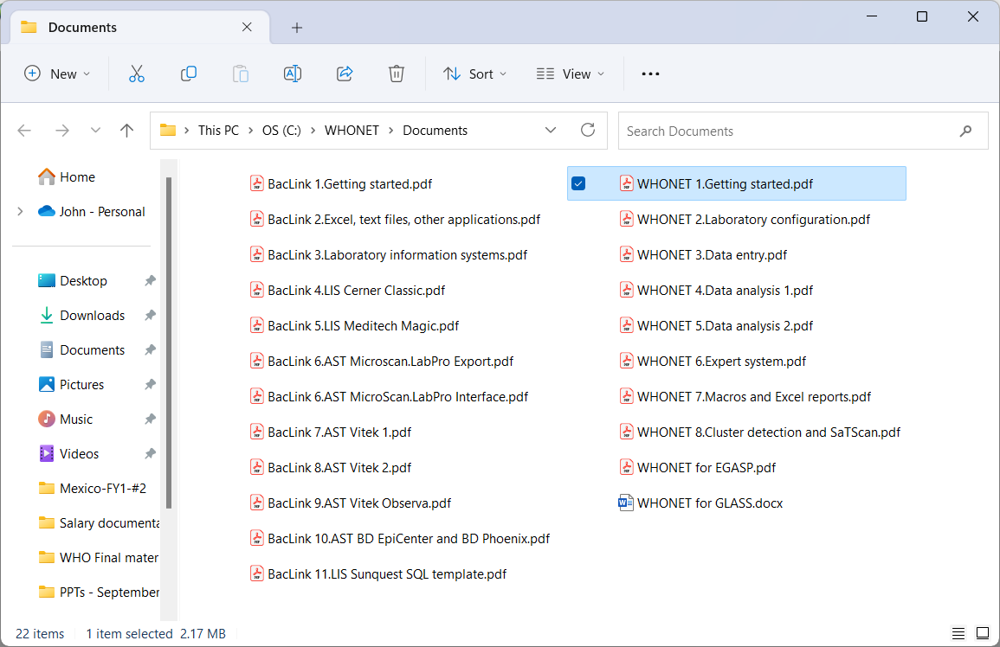 Documents
New
Sort
View
This PC > OS (C:) > WHONET > Documents
Search Documents
Home
John - Personal
Desktop
Downloads
Documents
Pictures
Music
Videos
Mexico-FY1-#2
Salary documenta
WHO Final mater
PPTs - September
BacLink 1.Getting started.pdf
BacLink 2.Excel, text files, other applications.pdf
BacLink 3.Laboratory information systems.pdf
BacLink 4.LIS Cerner Classic.pdf
BacLink 5.LIS Meditech Magic.pdf
BacLink 6.AST Microscan.LabPro Export.pdf
BacLink 6.AST MicroScan.LabPro Interface.pdf
BacLink 7.AST Vitek 1.pdf
BacLink 8.AST Vitek 2.pdf
BacLink 9.AST Vitek Observa.pdf
BacLink 10.AST BD EpiCenter and BD Phoenix.pdf
BacLink 11.LIS Sunquest SQL template.pdf
WHONET 1.Getting started.pdf
WHONET 2.Laboratory configuration.pdf
WHONET 3.Data entry.pdf
WHONET 4.Data analysis 1.pdf
WHONET 5.Data analysis 2.pdf
WHONET 6.Expert system.pdf
WHONET 7.Macros and Excel reports.pdf
WHONET 8.Cluster detection and SaTScan.pdf
WHONET for EGASP.pdf
WHONET for GLASS.docx
22 items 1 item selected 2.17 MB